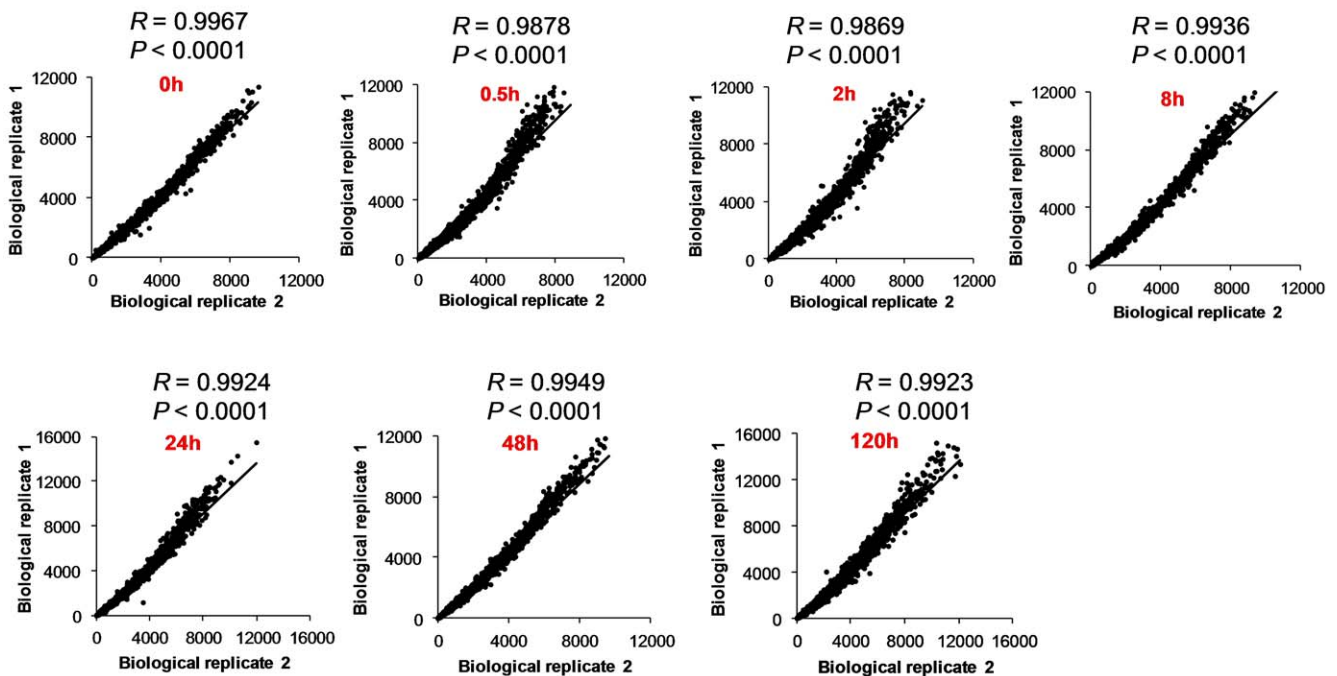 R = 0.9967
P < 0.0001
0h
Biological replicate 1
12000
8000
4000
0
0 4000 8000 12000
Biological replicate 2
R = 0.9878
P < 0.0001
0.5h
Biological replicate 1
12000
8000
4000
0
0 4000 8000 12000
Biological replicate 2
R = 0.9869
P < 0.0001
2h
Biological replicate 1
12000
8000
4000
0
0 4000 8000 12000
Biological replicate 2
R = 0.9936
P < 0.0001
8h
Biological replicate 1
12000
8000
4000
0
0 4000 8000 12000
Biological replicate 2
R = 0.9924
P < 0.0001
24h
Biological replicate 1
16000
12000
8000
4000
0
0 4000 8000 12000 16000
Biological replicate 2
R = 0.9949
P < 0.0001
48h
Biological replicate 1
12000
8000
4000
0
0 4000 8000 12000
Biological replicate 2
R = 0.9923
P < 0.0001
120h
Biological replicate 1
16000
12000
8000
4000
0
0 4000 8000 12000 16000
Biological replicate 2